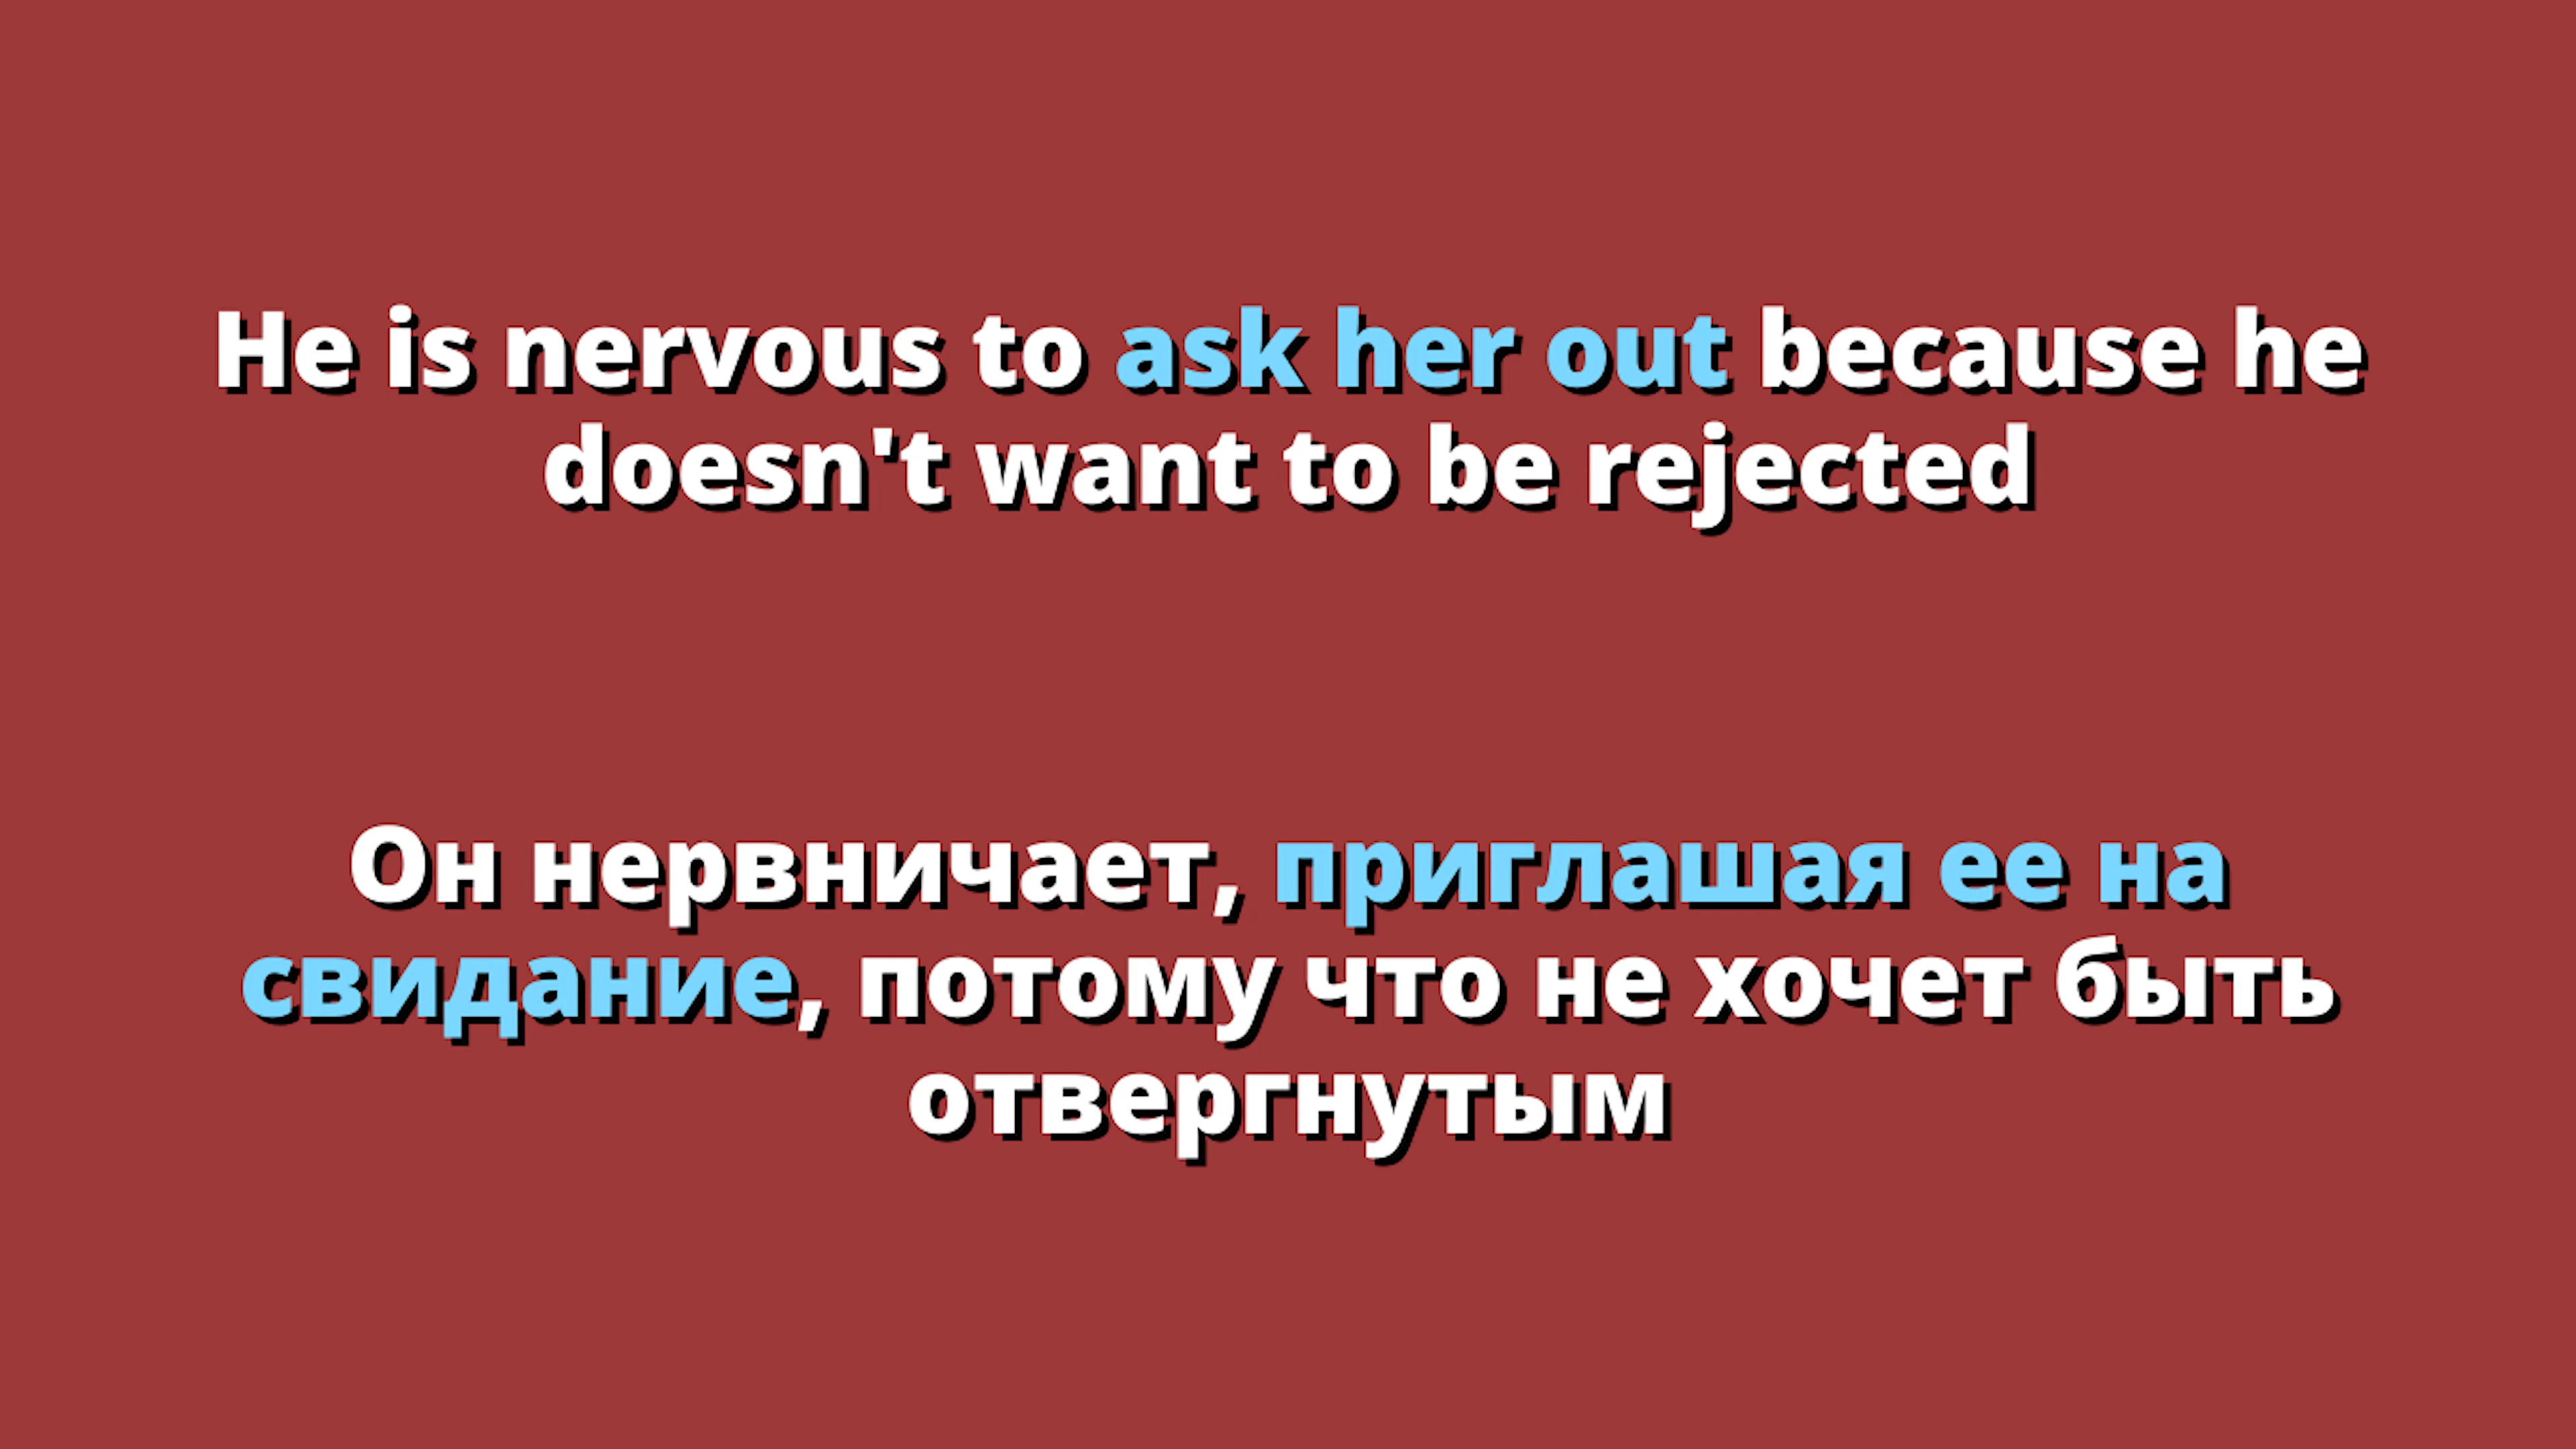 He is nervous to ask her out because he
doesn't want to be rejected
Он нервничает, приглашая ее на
свидание, потому что не хочет быть
отвергнутым